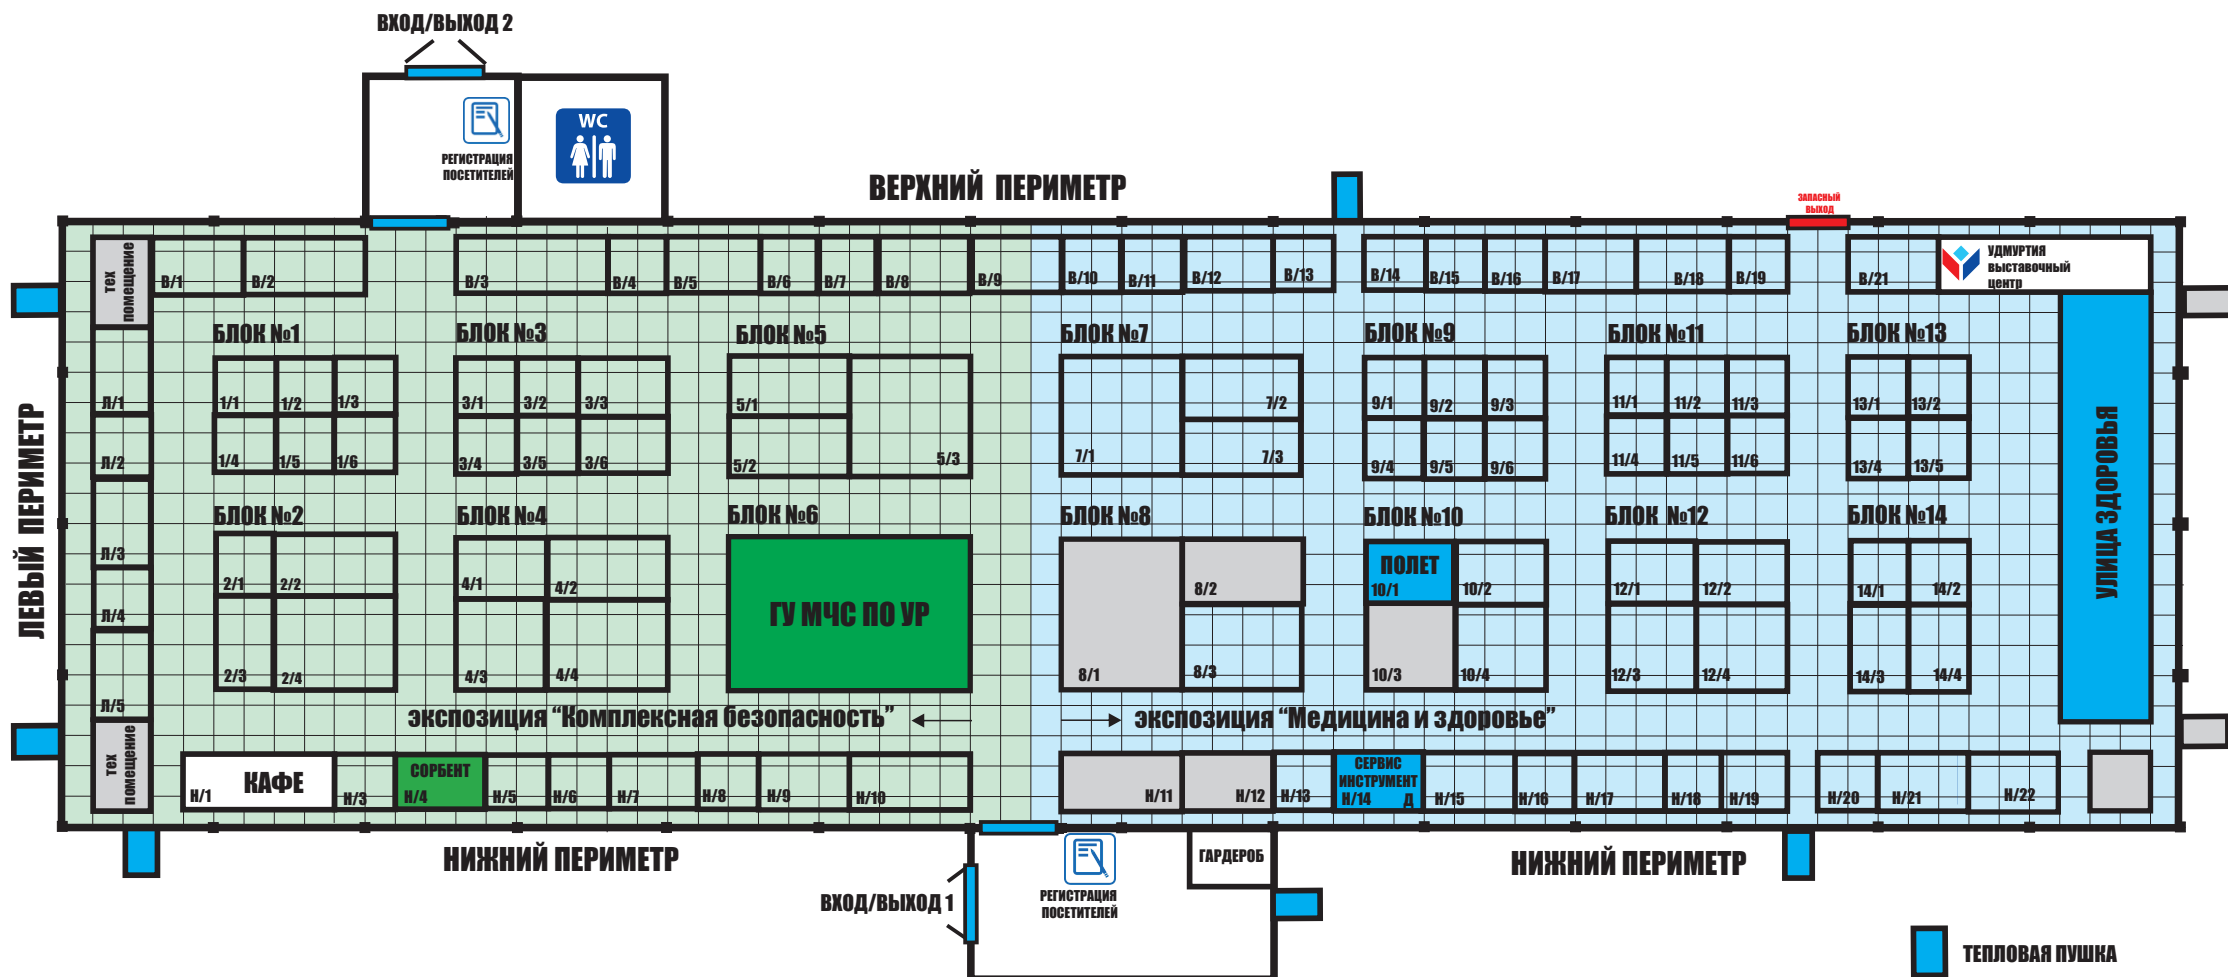 ВХОД/ВЫХОД 2
WC
РЕГИСТРАЦИЯ
ПОСЕТИТЕЛЕЙ
ВЕРХНИЙ ПЕРИМЕТР
ЗАПАСНЫЙ
ВЫХОД
тех
помещение
В/1
В/2
В/3
В/4
В/5
В/6
В/7
В/8
В/9
В/10
В/11
В/12
В/13
В/14
В/15
В/16
В/17
В/18
В/19
В/21
УДМУРТИЯ
выставочный
центр
ЛЕВЫЙ ПЕРИМЕТР
Л/1
Л/2
Л/3
Л/4
Л/5
БЛОК №1
1/1
1/2
1/3
1/4
1/5
1/6
БЛОК №3
3/1
3/2
3/3
3/4
3/5
3/6
БЛОК №5
5/1
5/2
5/3
БЛОК №7
7/1
7/2
7/3
БЛОК №9
9/1
9/2
9/3
9/4
9/5
9/6
БЛОК №11
11/1
11/2
11/3
11/4
11/5
11/6
БЛОК №13
13/1
13/2
13/4
13/5
УЛИЦА ЗДОРОВЬЯ
БЛОК №2
2/1
2/2
2/3
2/4
БЛОК №4
4/1
4/2
4/3
4/4
БЛОК №6
ГУ МЧС ПО УР
БЛОК №8
8/1
8/2
8/3
БЛОК №10
ПОЛЕТ
10/1
10/2
10/3
10/4
БЛОК №12
12/1
12/2
12/3
12/4
БЛОК №14
14/1
14/2
14/3
14/4
экспозиция “Комплексная безопасность”
экспозиция “Медицина и здоровье”
тех
помещение
Н/1
КАФЕ
Н/3
СОРБЕНТ
Н/4
Н/5
Н/6
Н/7
Н/8
Н/9
Н/10
Н/11
Н/12
Н/13
СЕРВИС
ИНСТРУМЕНТ
Н/14 Д
Н/15
Н/16
Н/17
Н/18
Н/19
Н/20
Н/21
Н/22
НИЖНИЙ ПЕРИМЕТР
ВХОД/ВЫХОД 1
РЕГИСТРАЦИЯ
ПОСЕТИТЕЛЕЙ
ГАРДЕРОБ
НИЖНИЙ ПЕРИМЕТР
ТЕПЛОВАЯ ПУШКА